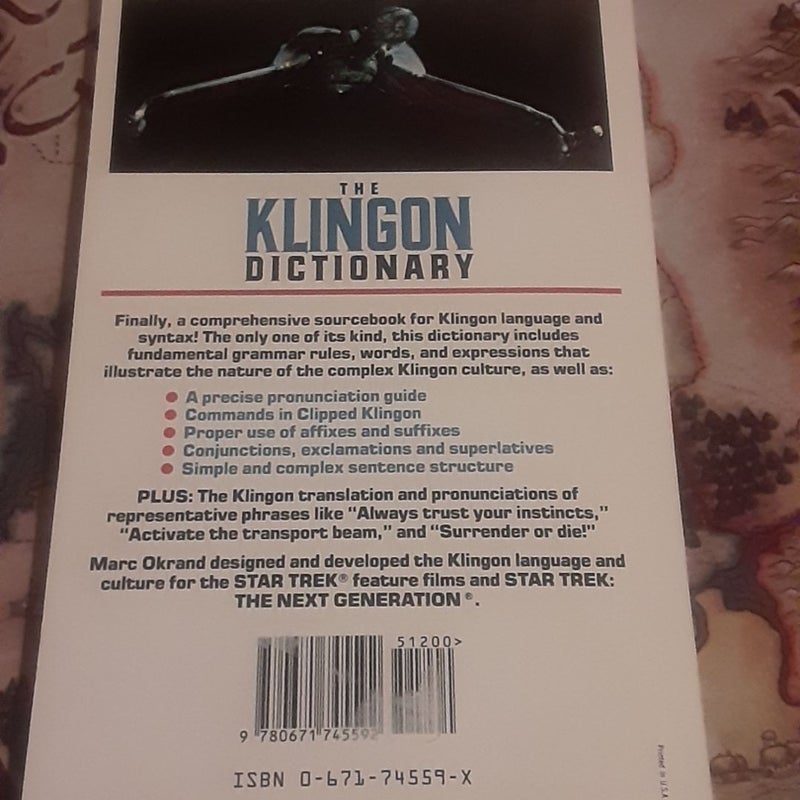 THE
KLINGON
DICTIONARY
Finally, a comprehensive sourcebook for Klingon language and
syntax! The only one of its kind, this dictionary includes
fundamental grammar rules, words, and expressions that
illustrate the nature of the complex Klingon culture, as well as:
● A precise pronunciation guide
● Commands in Clipped Klingon
● Proper use of affixes and suffixes
● Conjunctions, exclamations and superlatives
● Simple and complex sentence structure
PLUS: The Klingon translation and pronunciations of
representative phrases like “Always trust your instincts,”
“Activate the transport beam,” and “Surrender or die!”
Marc Okrand designed and developed the Klingon language and
culture for the STAR TREK® feature films and STAR TREK:
THE NEXT GENERATION®.
51200>
9 780671 745592
ISBN 0-671-74559-X
Printed in U.S.A.